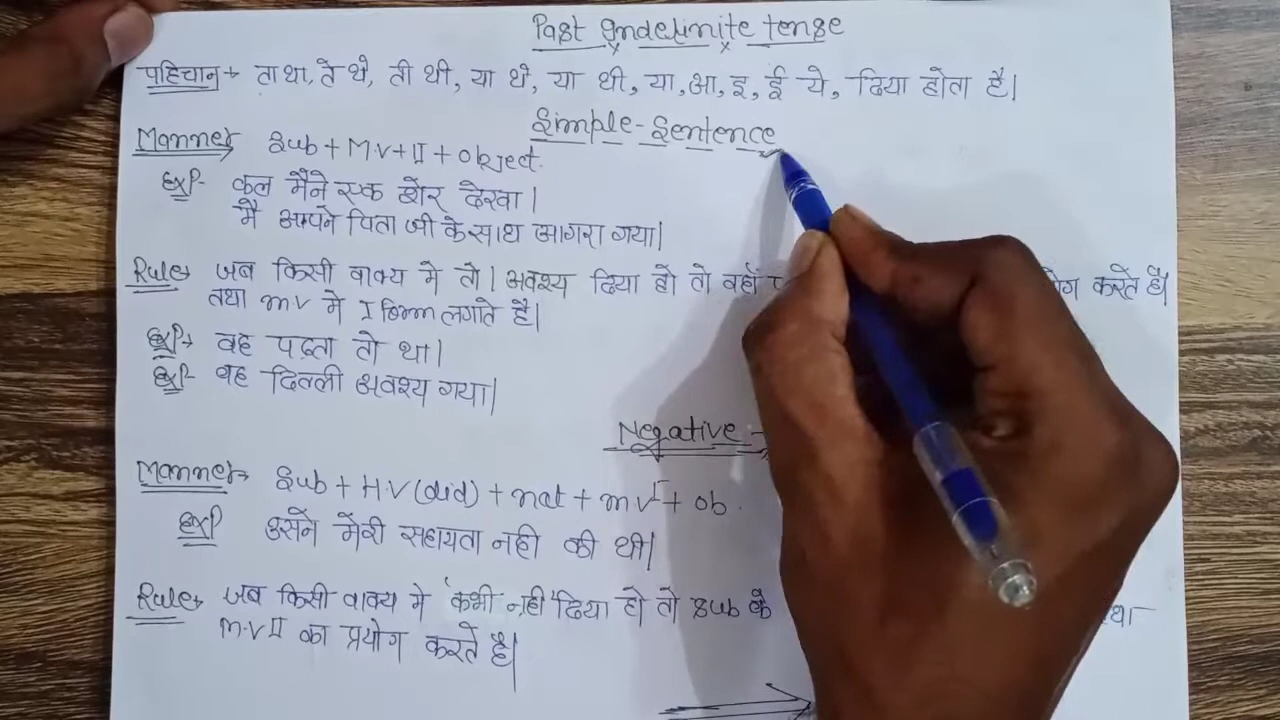 Past Indefinite tense
पहिचान → ता था, ते थे, ती थी, या थे, या थी, या, आ, इ, ई ये, दिया होता है।
Simple-Sentence
Manner → Sub + M.V + II + object.
Exp- कल मैने एक शेर देखा।
मै अपने पिता जी के साथ आगरा गया।
Rule → जब किसी वाक्य मे तो। अवश्य दिया हो तो वहाँ करते है।
तथा mv मे I form लगाते है।
Exp → वह पढ़ता तो था।
Exp- वह दिल्ली अवश्य गया।
Negative -
Manner → Sub + H.V (did) + not + mv I + ob.
Exp उसने मेरी सहायता नही की थी।
Rule → जब किसी वाक्य मे 'कभी नही' दिया हो तो sub के
m.v II का प्रयोग करते है।